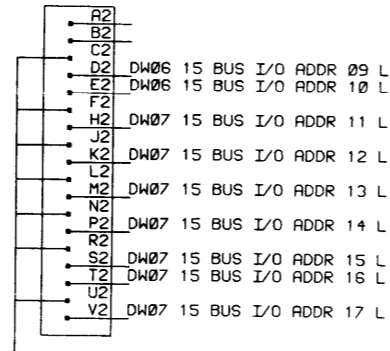 A2
B2
C2
D2 DW06 15 BUS I/O ADDR 09 L
E2 DW06 15 BUS I/O ADDR 10 L
F2
H2 DW07 15 BUS I/O ADDR 11 L
J2
K2 DW07 15 BUS I/O ADDR 12 L
L2
M2 DW07 15 BUS I/O ADDR 13 L
N2
P2 DW07 15 BUS I/O ADDR 14 L
R2
S2 DW07 15 BUS I/O ADDR 15 L
T2 DW07 15 BUS I/O ADDR 16 L
U2
V2 DW07 15 BUS I/O ADDR 17 L